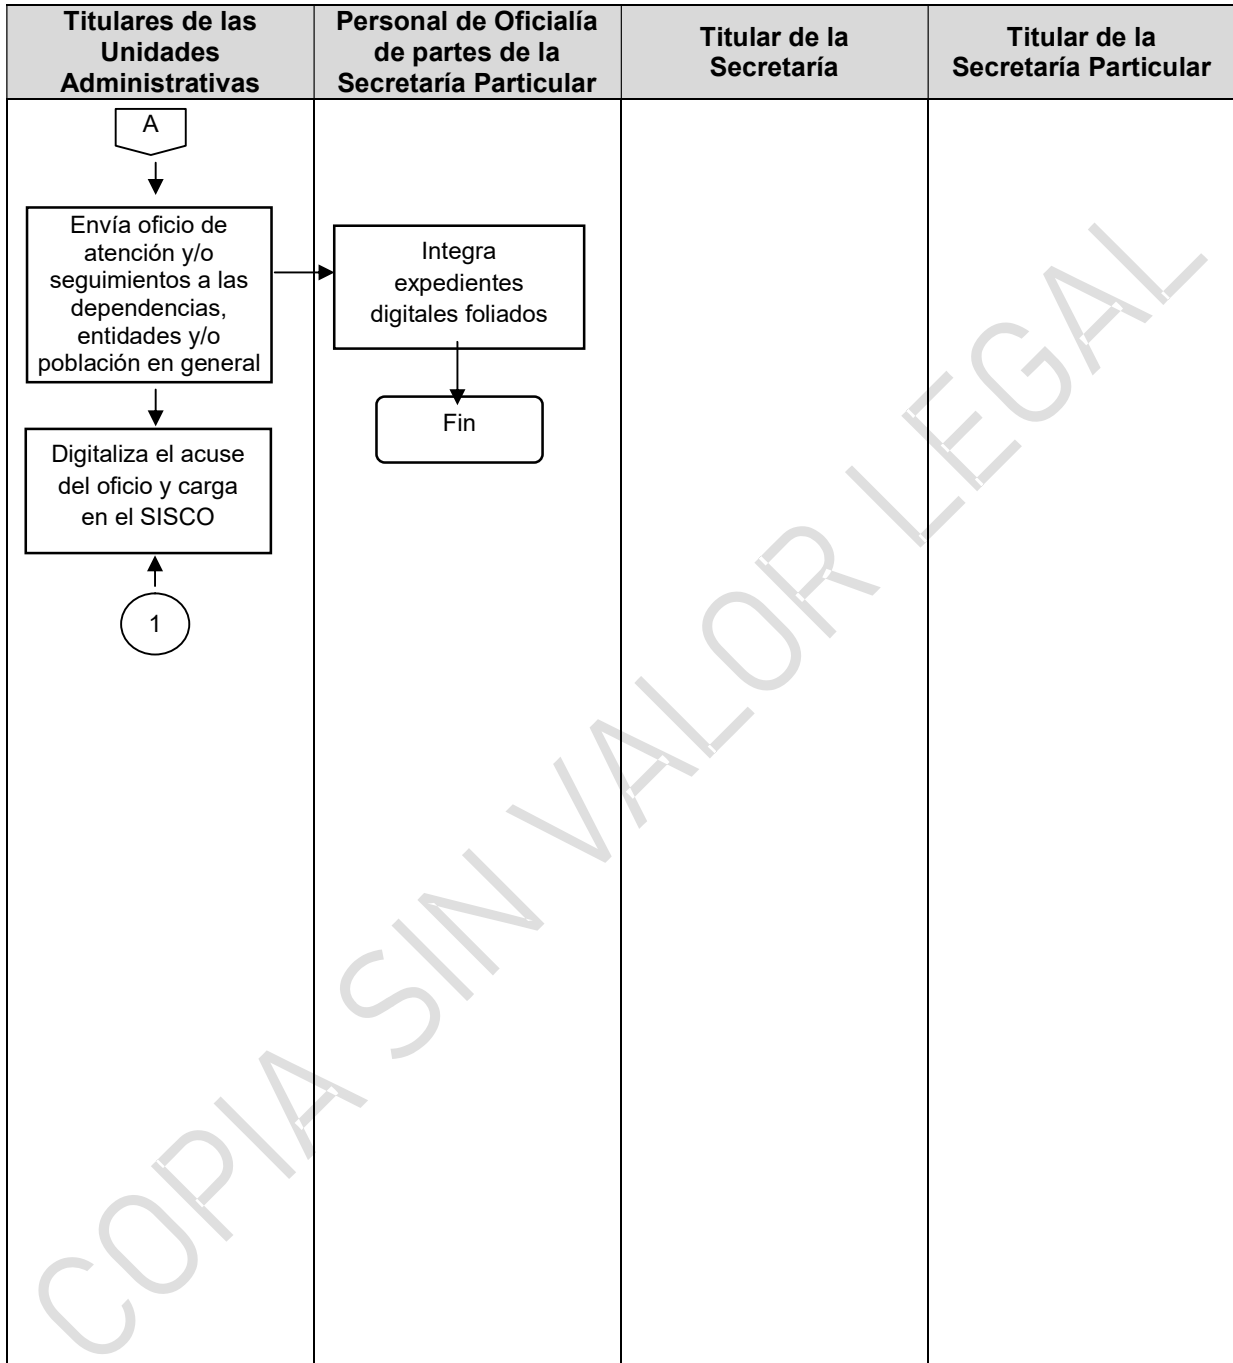 Titulares de las
Unidades
Administrativas
Personal de Oficialía
de partes de la
Secretaría Particular
Titular de la
Secretaría
Titular de la
Secretaría Particular
A
Envía oficio de
atención y/o
seguimientos a las
dependencias,
entidades y/o
población en general
Integra
expedientes
digitales foliados
Fin
Digitaliza el acuse
del oficio y carga
en el SISCO
1
COPIA SIN VALOR LEGAL